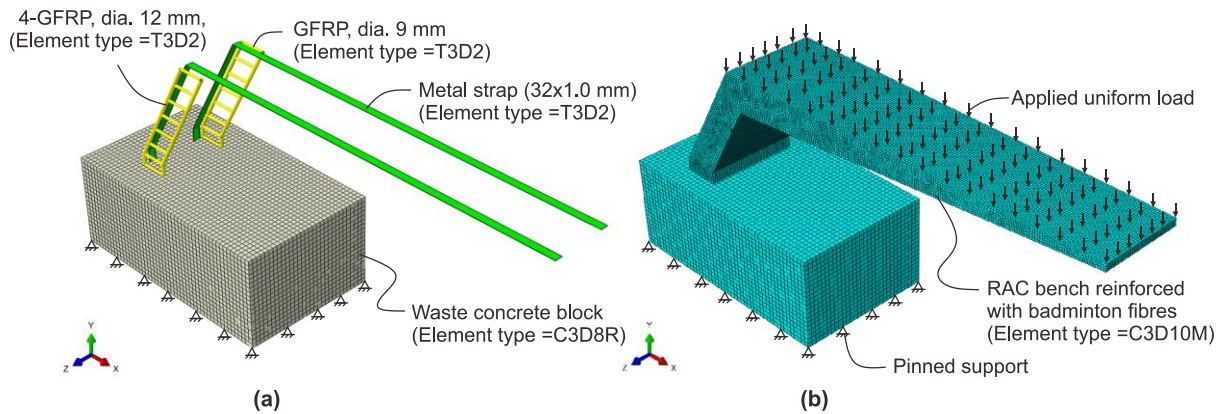 4-GFRP, dia. 12 mm,
(Element type =T3D2)
GFRP, dia. 9 mm
(Element type =T3D2)
Metal strap (32x1.0 mm)
(Element type =T3D2)
Waste concrete block
(Element type =C3D8R)
Y
Z
X
(a)
Applied uniform load
RAC bench reinforced
with badminton fibres
(Element type =C3D10M)
Pinned support
Y
Z
X
(b)